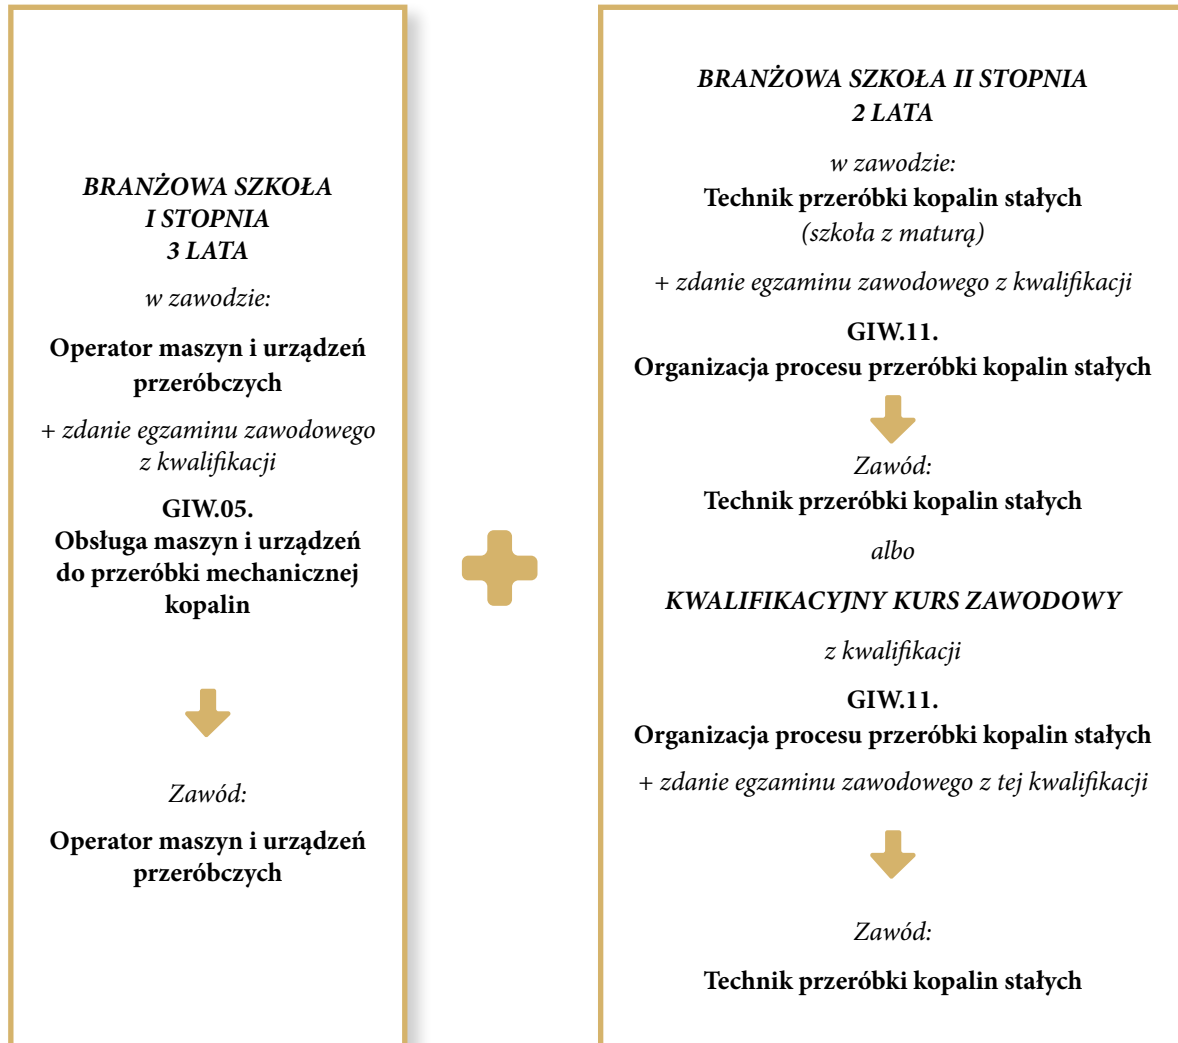 BRANŻOWA SZKOŁA
I STOPNIA
3 LATA
w zawodzie:
Operator maszyn i urządzeń
przeróbczych
+ zdanie egzaminu zawodowego
z kwalifikacji
GIW.05.
Obsługa maszyn i urządzeń
do przeróbki mechanicznej
kopalin
Zawód:
Operator maszyn i urządzeń
przeróbczych
BRANŻOWA SZKOŁA II STOPNIA
2 LATA
w zawodzie:
Technik przeróbki kopalin stałych
(szkoła z maturą)
+ zdanie egzaminu zawodowego z kwalifikacji
GIW.11.
Organizacja procesu przeróbki kopalin stałych
Zawód:
Technik przeróbki kopalin stałych
albo
KWALIFIKACYJNY KURS ZAWODOWY
z kwalifikacji
GIW.11.
Organizacja procesu przeróbki kopalin stałych
+ zdanie egzaminu zawodowego z tej kwalifikacji
Zawód:
Technik przeróbki kopalin stałych